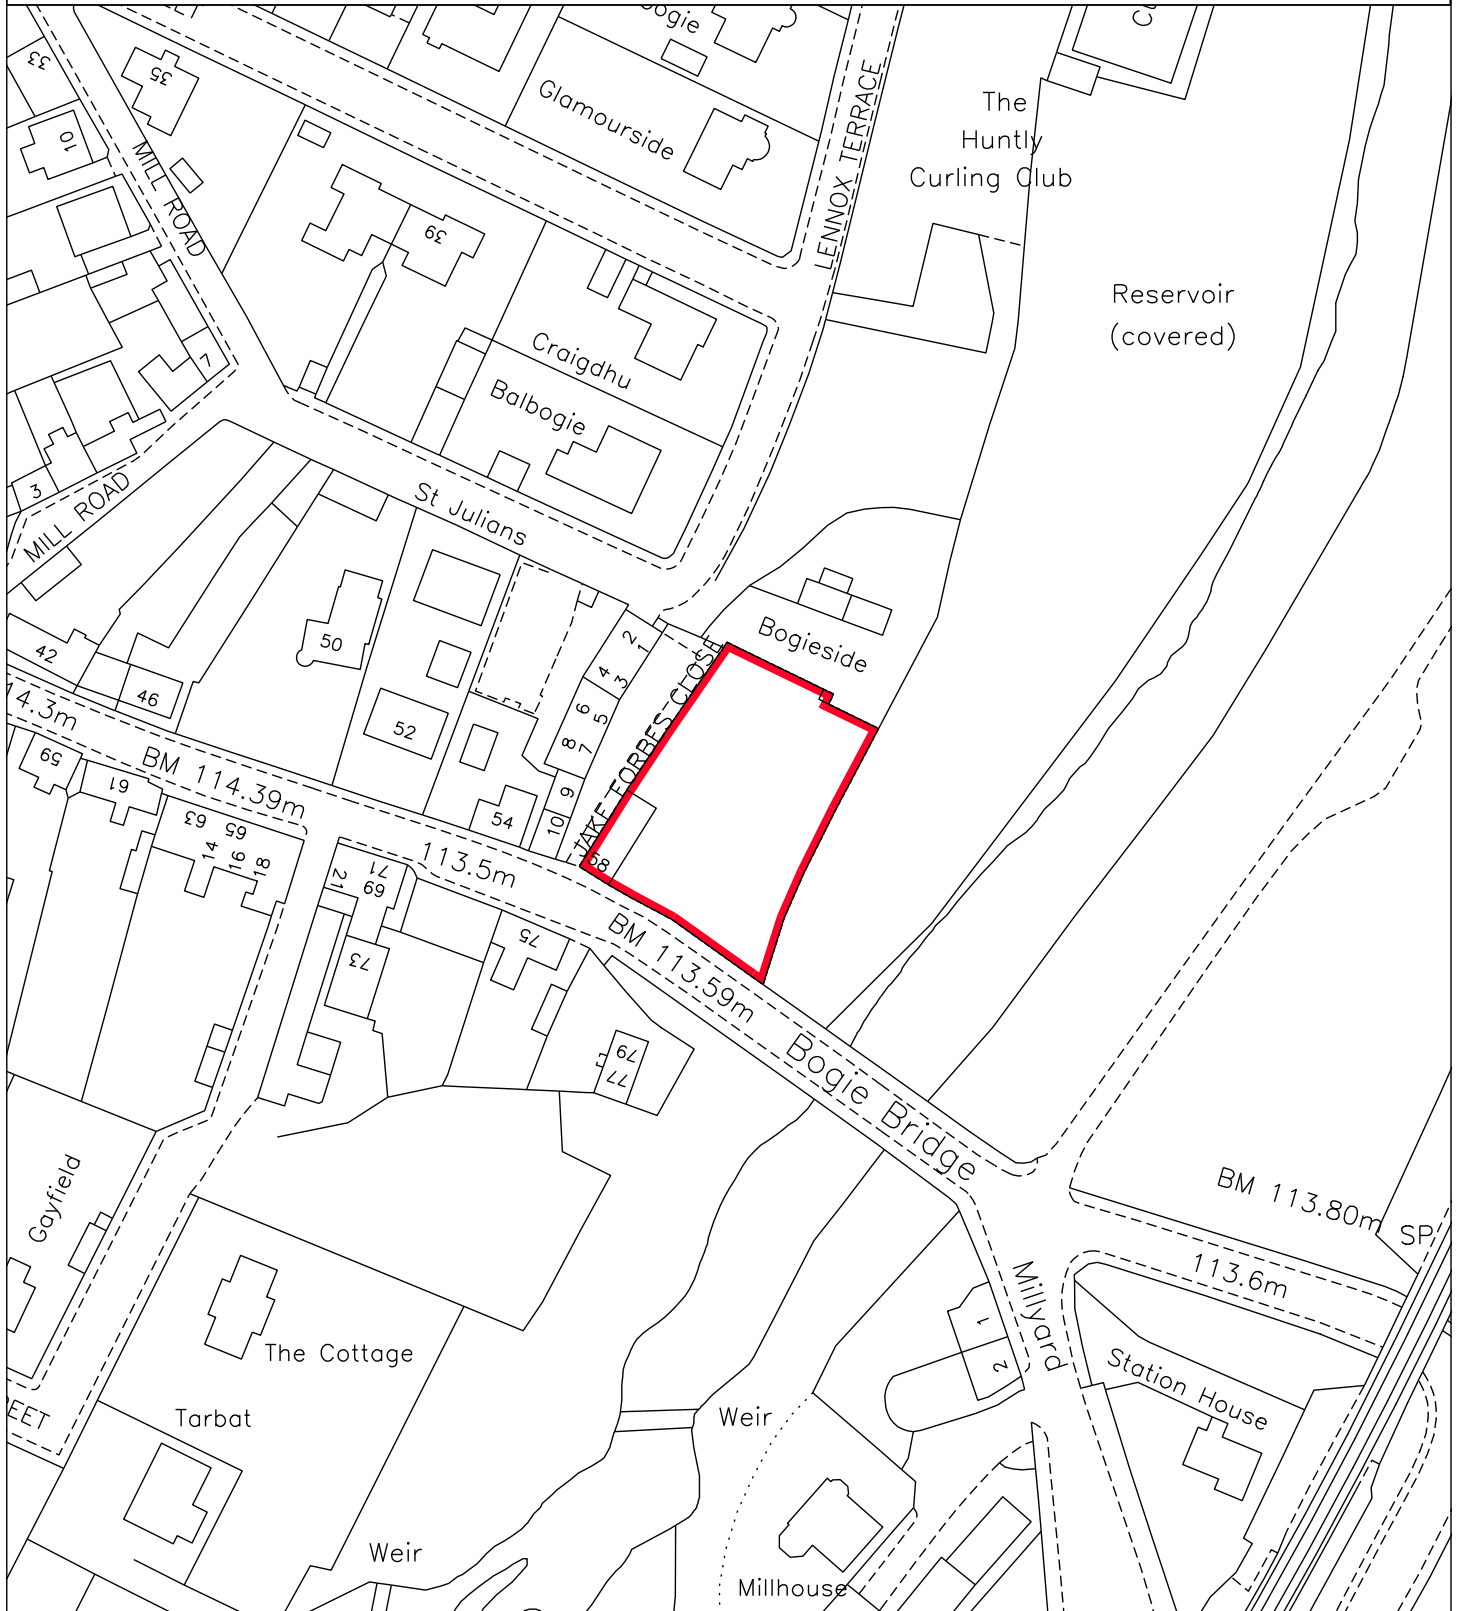 33
35
10
MILL ROAD
Glamourside
LENNOX TERRACE
The
Huntly
Curling Club
39
Reservoir
(covered)
Craigdhu
Balbogie
7
3
MILL ROAD
St Julians
50
42
46
52
54
2
1
4
3
6
5
8
7
9
10
Bogieside
JAKE FORBES CLOSE
58
14.3m
BM 114.39m
113.5m
59
61
63
65
14
16
18
21
71
69
73
75
79
77
BM 113.59m
Bogie Bridge
Gayfield
The Cottage
Tarbat
EET
Weir
Weir
Millhouse
Millyard
1
2
BM 113.80m
SP
113.6m
Station House